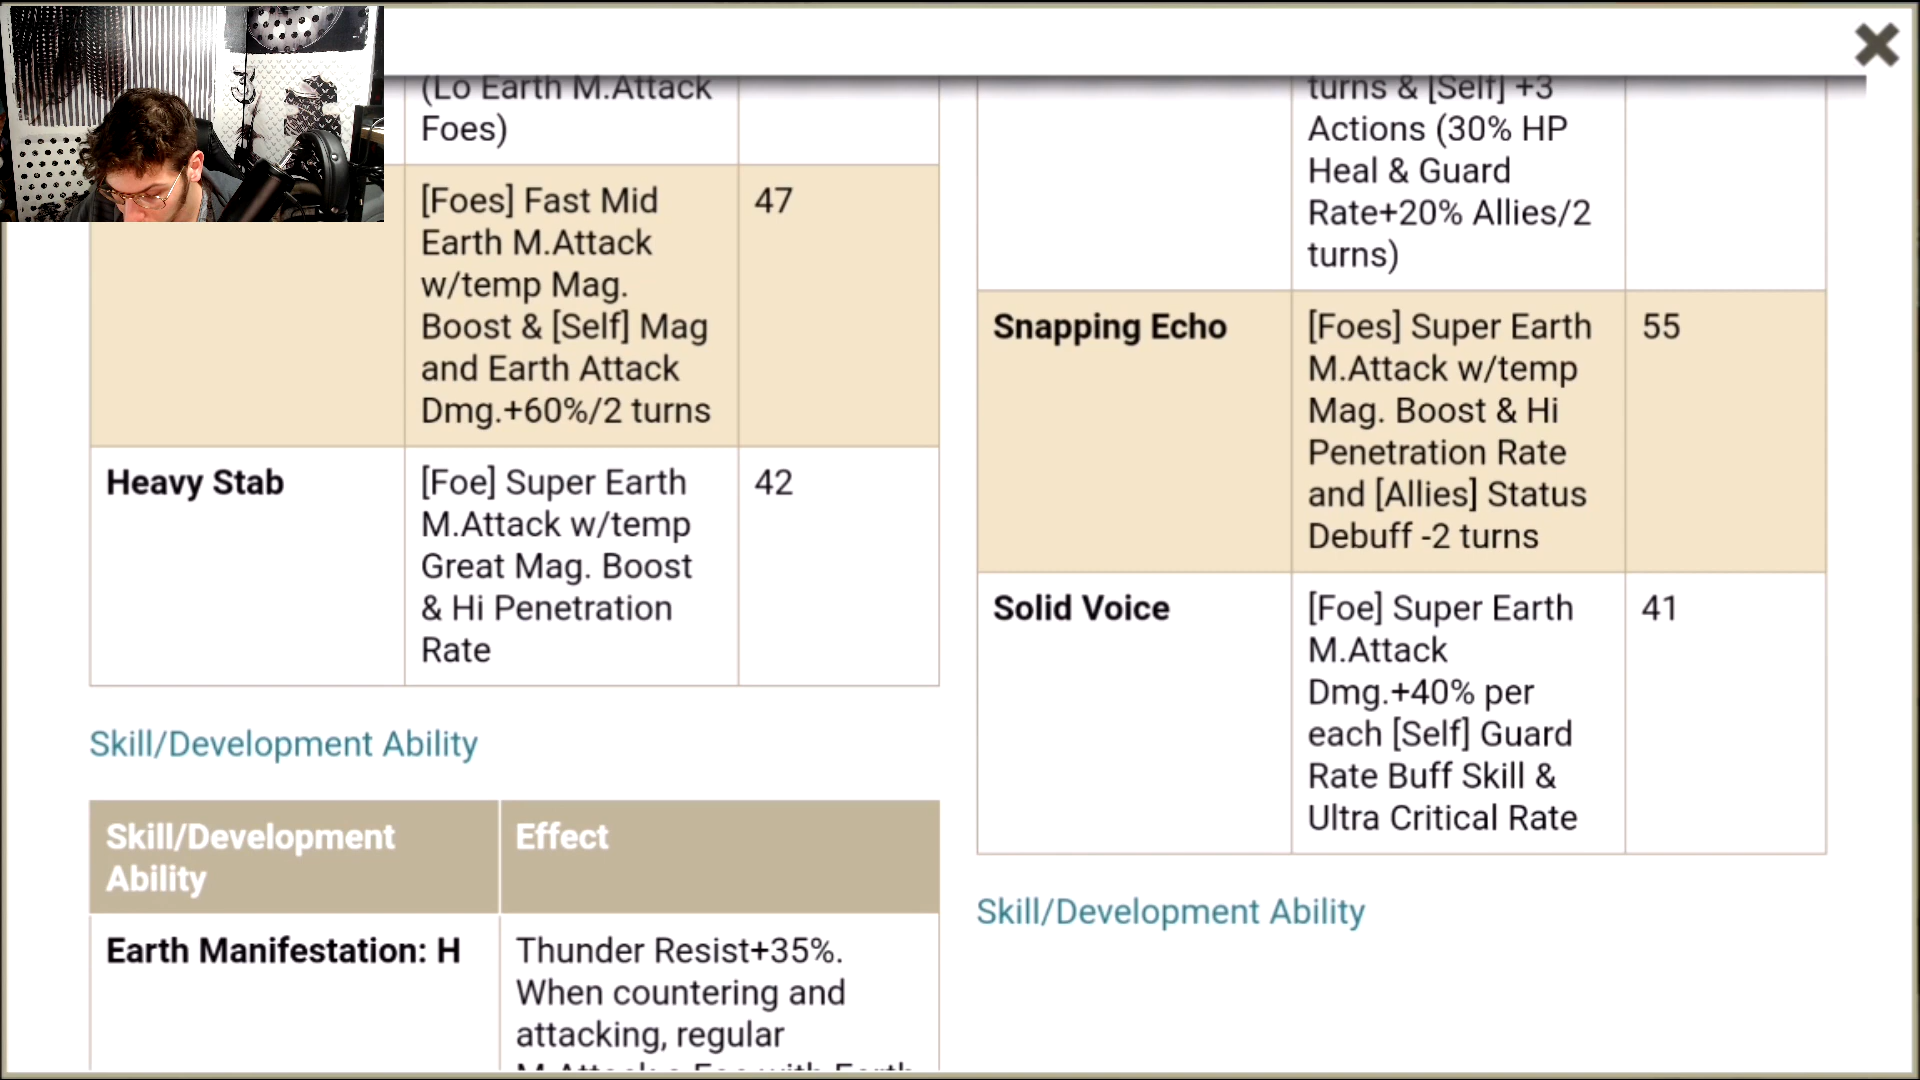 (Lo Earth M.Attack
Foes)
[Foes] Fast Mid
Earth M.Attack
w/temp Mag.
Boost & [Self] Mag
and Earth Attack
Dmg.+60%/2 turns
47
Heavy Stab
[Foe] Super Earth
M.Attack w/temp
Great Mag. Boost
& Hi Penetration
Rate
42
Skill/Development Ability
Skill/Development
Ability
Effect
Earth Manifestation: H
Thunder Resist+35%.
When countering and
attacking, regular
M.Attack a Foe with Earth
turns & [Self] +3
Actions (30% HP
Heal & Guard
Rate+20% Allies/2
turns)
Snapping Echo
[Foes] Super Earth
M.Attack w/temp
Mag. Boost & Hi
Penetration Rate
and [Allies] Status
Debuff -2 turns
55
Solid Voice
[Foe] Super Earth
M.Attack
Dmg.+40% per
each [Self] Guard
Rate Buff Skill &
Ultra Critical Rate
41
Skill/Development Ability